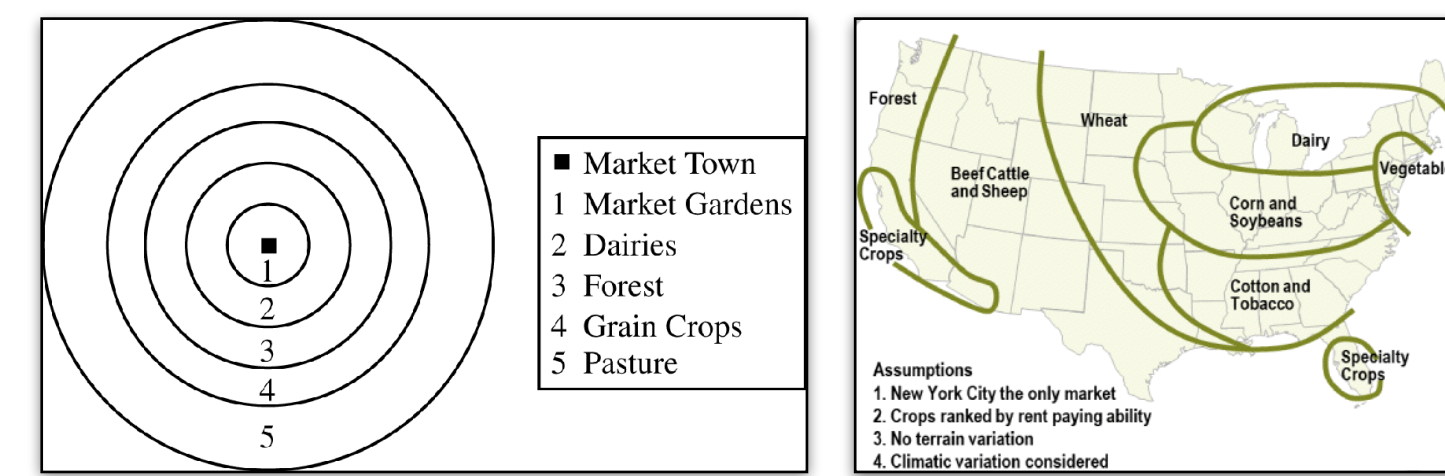 1
2
3
4
5
Market Town
1 Market Gardens
2 Dairies
3 Forest
4 Grain Crops
5 Pasture
Forest
Wheat
Dairy
Beef Cattle
and Sheep
Vegetabl
Corn and
Soybeans
Specialty
Crops
Cotton and
Tobacco
Specialty
Crops
Assumptions
1. New York City the only market
2. Crops ranked by rent paying ability
3. No terrain variation
4. Climatic variation considered